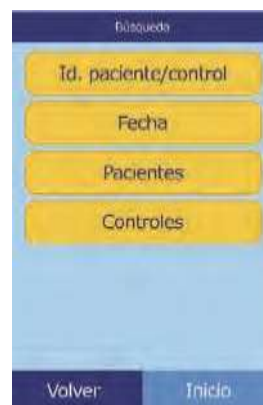 Búsqueda
Id. paciente/control
Fecha
Pacientes
Controles
Volver Inicio